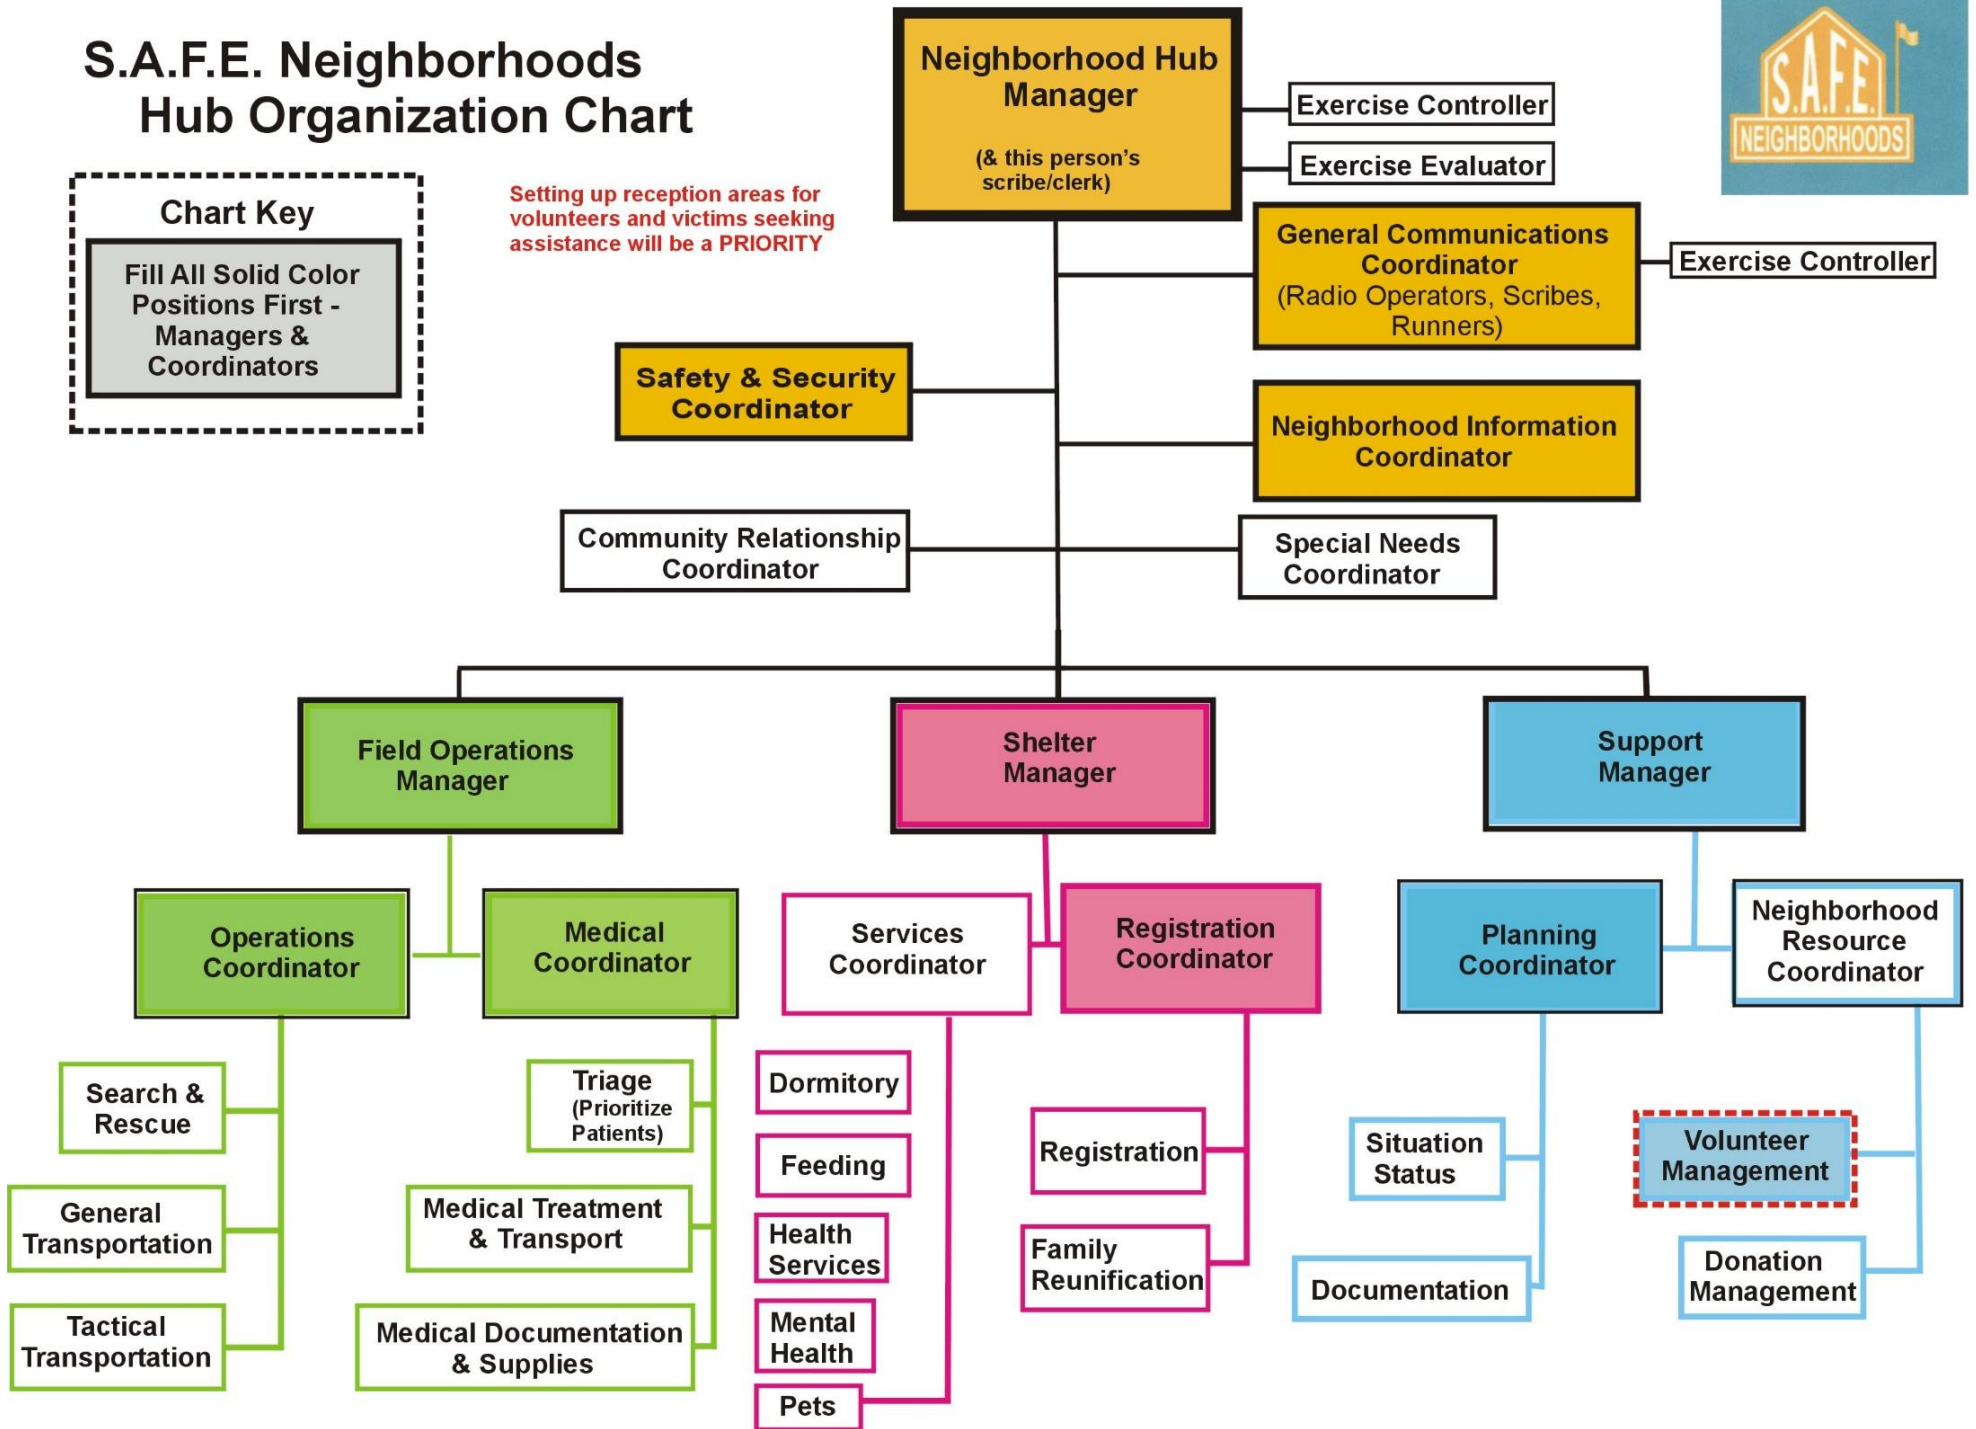 S.A.F.E. Neighborhoods
Hub Organization Chart
Chart Key
Fill All Solid Color
Positions First -
Managers &
Coordinators
Setting up reception areas for
volunteers and victims seeking
assistance will be a PRIORITY
Neighborhood Hub
Manager
(& this person's
scribe/clerk)
Exercise Controller
Exercise Evaluator
S.A.F.E.
NEIGHBORHOODS
General Communications
Coordinator
(Radio Operators, Scribes,
Runners)
Exercise Controller
Safety & Security
Coordinator
Neighborhood Information
Coordinator
Community Relationship
Coordinator
Special Needs
Coordinator
Field Operations
Manager
Shelter
Manager
Support
Manager
Operations
Coordinator
Medical
Coordinator
Services
Coordinator
Registration
Coordinator
Planning
Coordinator
Neighborhood
Resource
Coordinator
Search &
Rescue
General
Transportation
Tactical
Transportation
Triage
(Prioritize
Patients)
Medical Treatment
& Transport
Medical Documentation
& Supplies
Dormitory
Feeding
Health
Services
Mental
Health
Pets
Registration
Family
Reunification
Situation
Status
Documentation
Volunteer
Management
Donation
Management